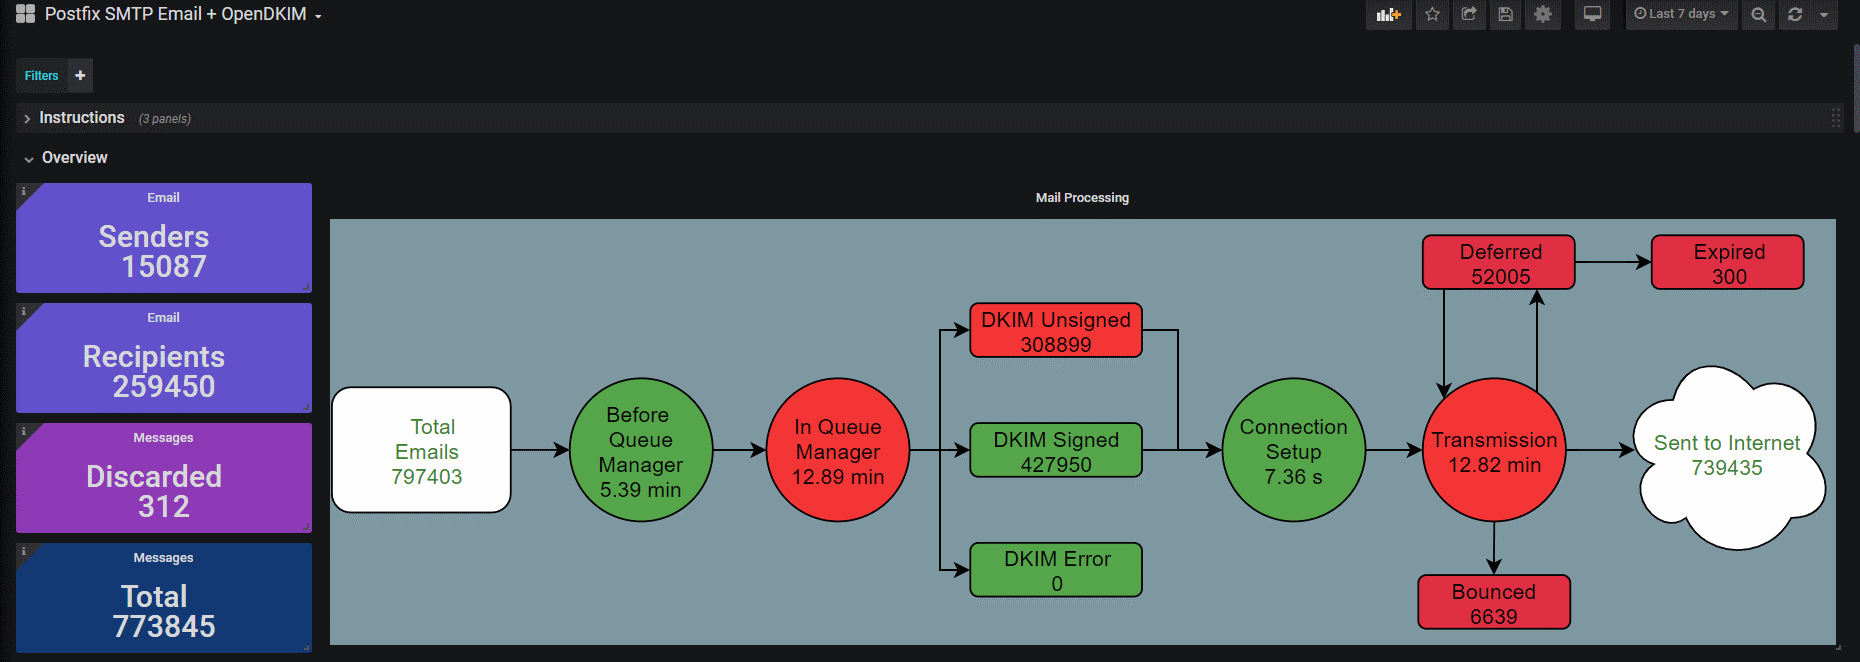 Postfix SMTP Email + OpenDKIM
Last 7 days
Filters
Instructions (3 panels)
Overview
Email
Senders
15087
Email
Recipients
259450
Messages
Discarded
312
Messages
Total
773845
Mail Processing
Total
Emails
797403
Before
Queue
Manager
5.39 min
In Queue
Manager
12.89 min
DKIM Unsigned
308899
DKIM Signed
427950
DKIM Error
0
Connection
Setup
7.36 s
Deferred
52005
Expired
300
Transmission
12.82 min
Sent to Internet
739435
Bounced
6639